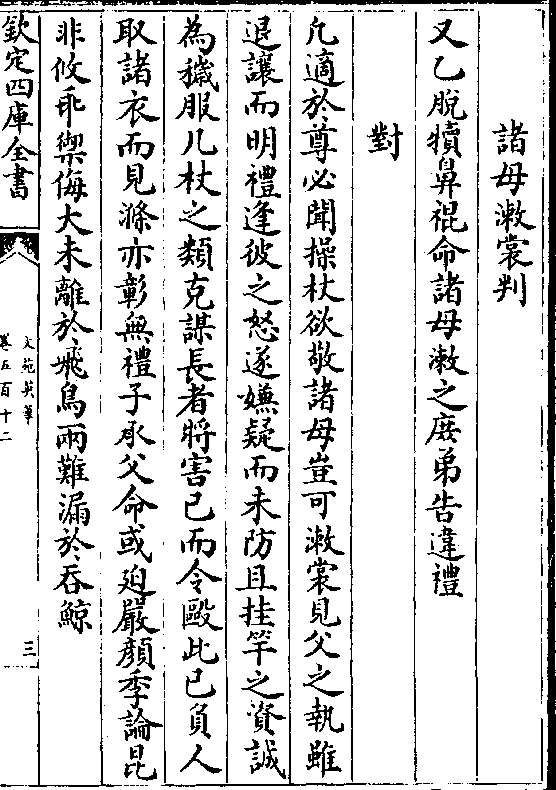 諸母漱裳判
又乙脫犢鼻裩命諸母漱之庶弟告違禮
對
凡適於尊必聞操杖欲敬諸母豈可漱裳見父之執雖
退讓而明禮逢彼之怒遂嫌疑而未防且挂竿之資誠
為穢服几杖之類克謀長者將害已而令毆此已負人
取諸衣而見滌亦彰無禮子承父命或廹嚴顏季論昆
非攸乖禦侮大未離於飛鳥兩難漏於吞鯨
欽定四庫全書
文苑英華
卷五百十二
三